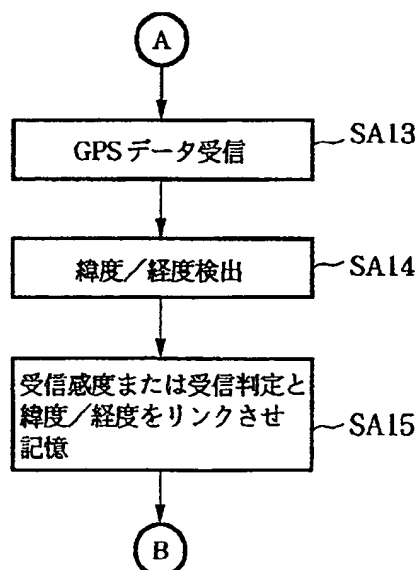 A
GPSデータ受信
SA13
緯度／経度検出
SA14
受信感度または受信判定と
緯度／経度をリンクさせ
記憶
SA15
B